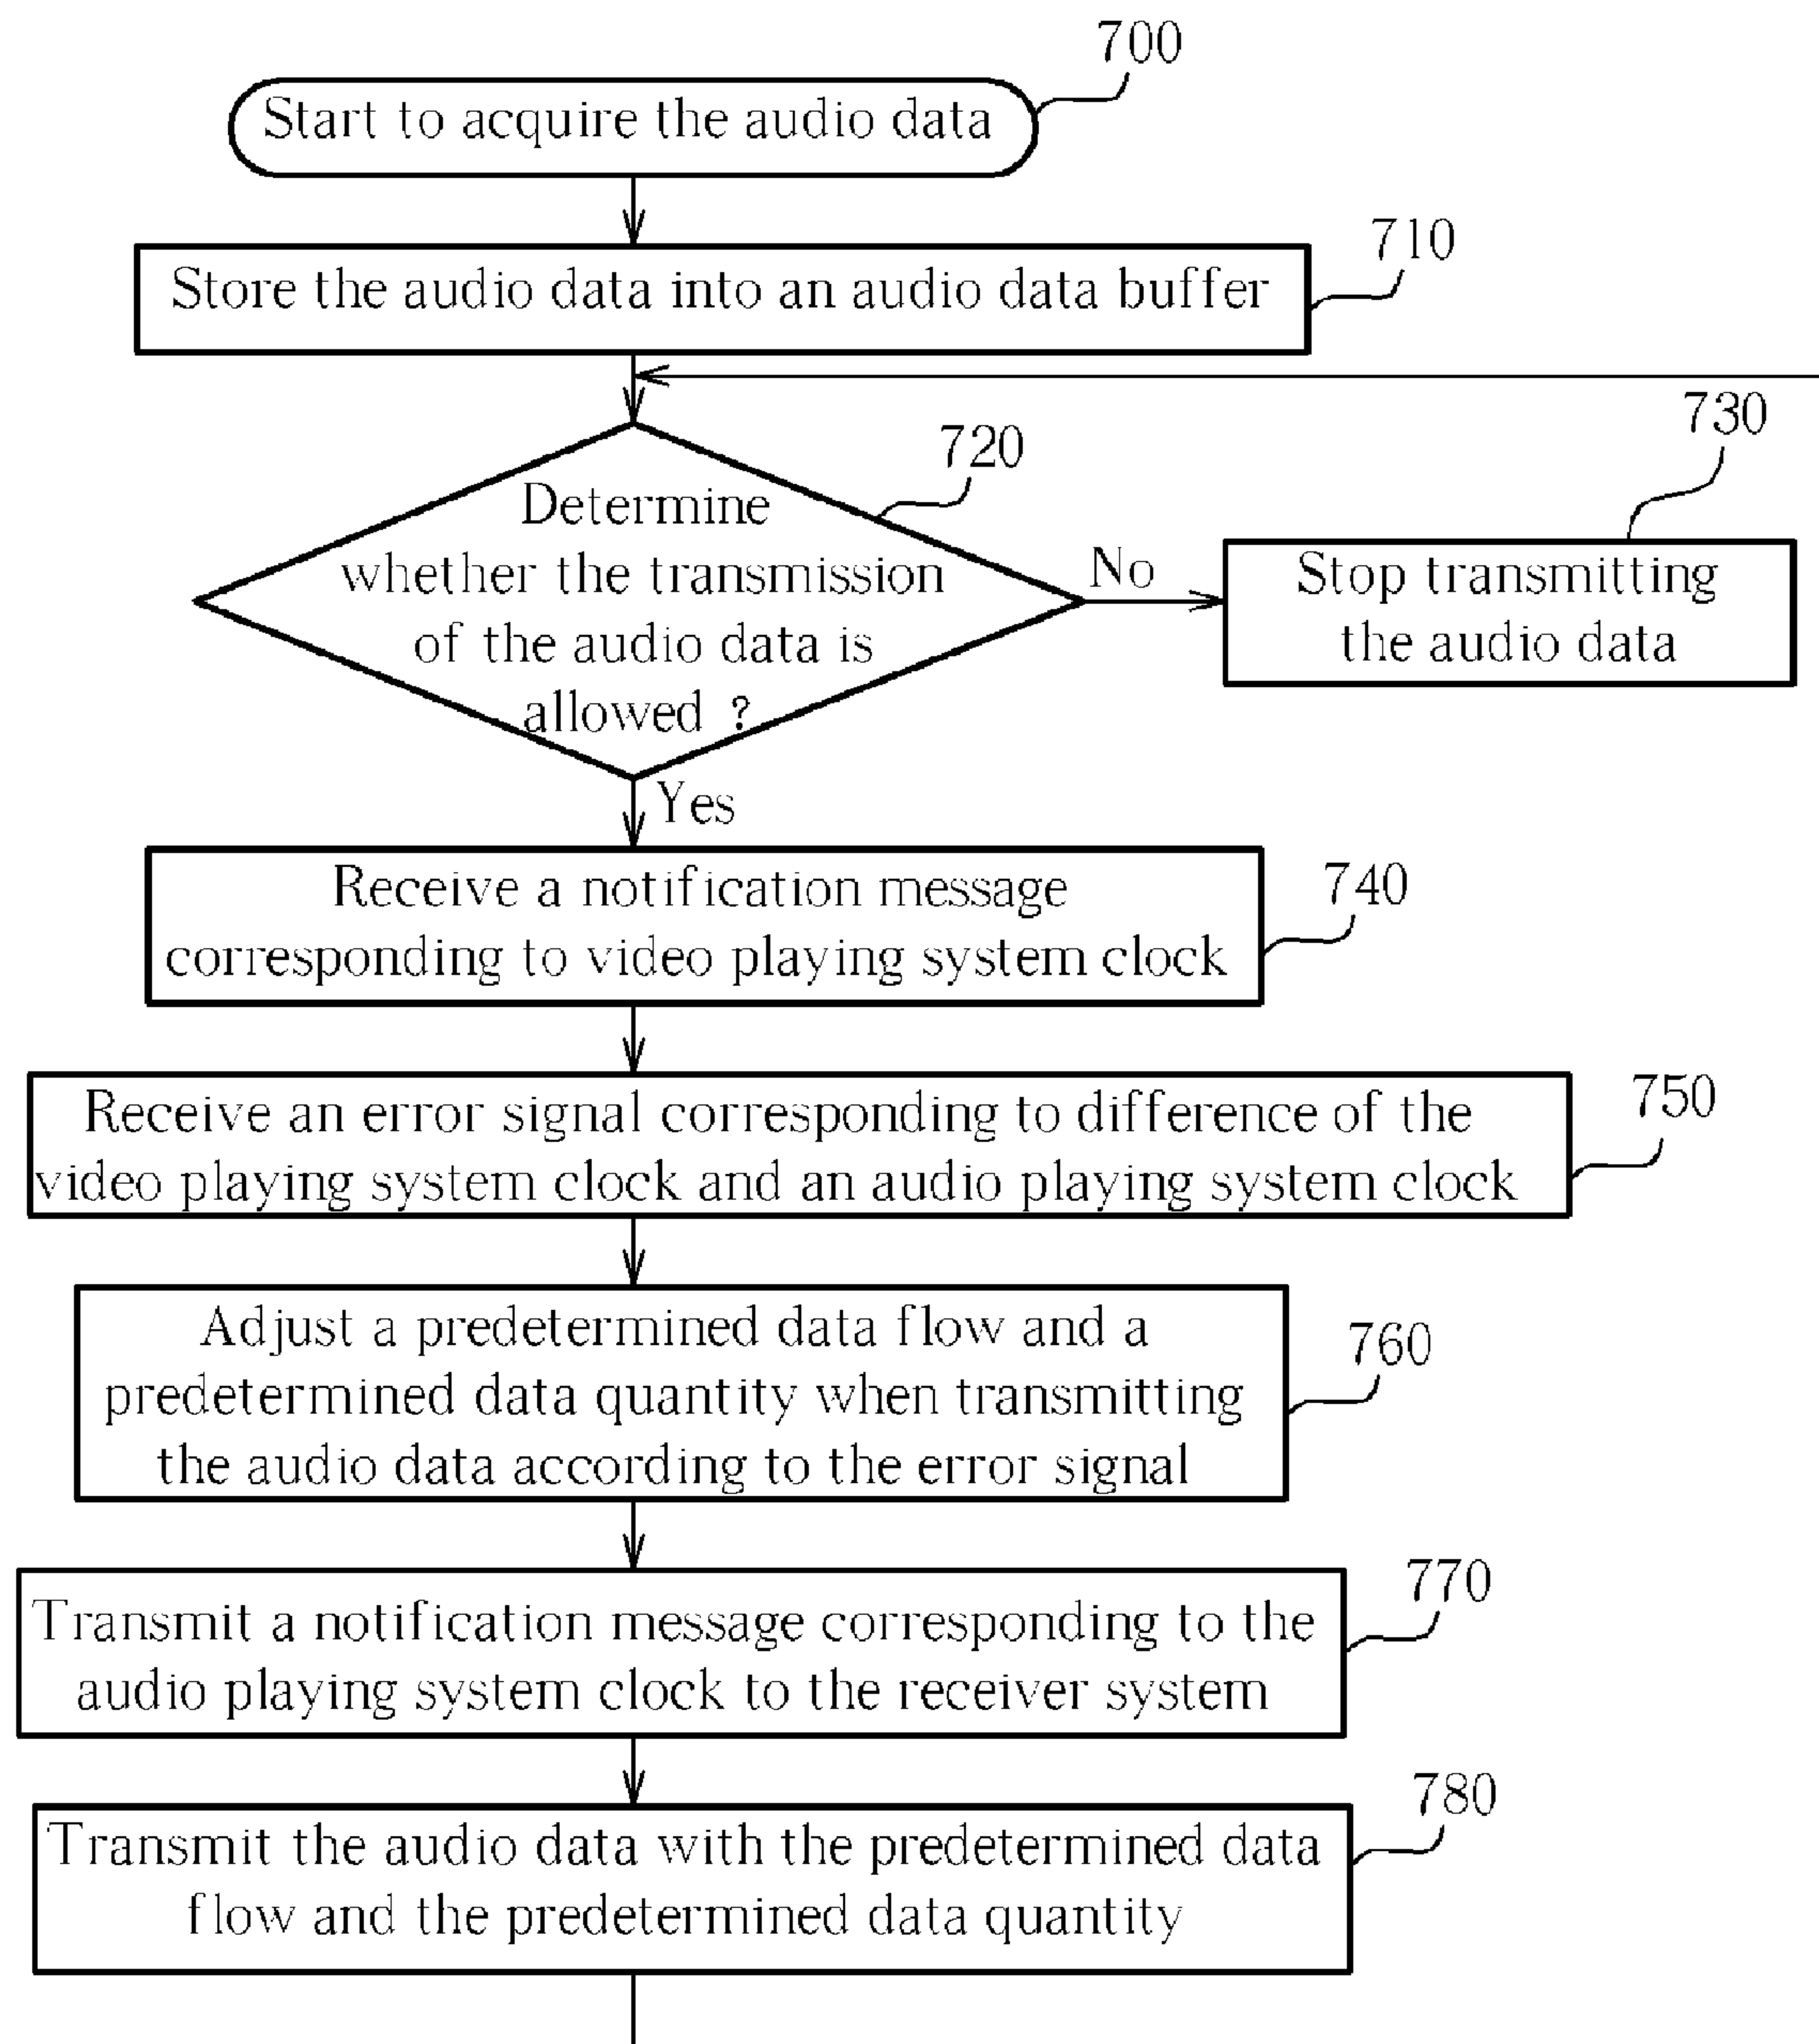 700
Start to acquire the audio data
710
Store the audio data into an audio data buffer
720
730
Determine
whether the transmission
of the audio data is
allowed ?
No
Stop transmitting
the audio data
Yes
740
Receive a notification message
corresponding to video playing system clock
750
Receive an error signal corresponding to difference of the
video playing system clock and an audio playing system clock
760
Adjust a predetermined data flow and a
predetermined data quantity when transmitting
the audio data according to the error signal
770
Transmit a notification message corresponding to the
audio playing system clock to the receiver system
780
Transmit the audio data with the predetermined data
flow and the predetermined data quantity